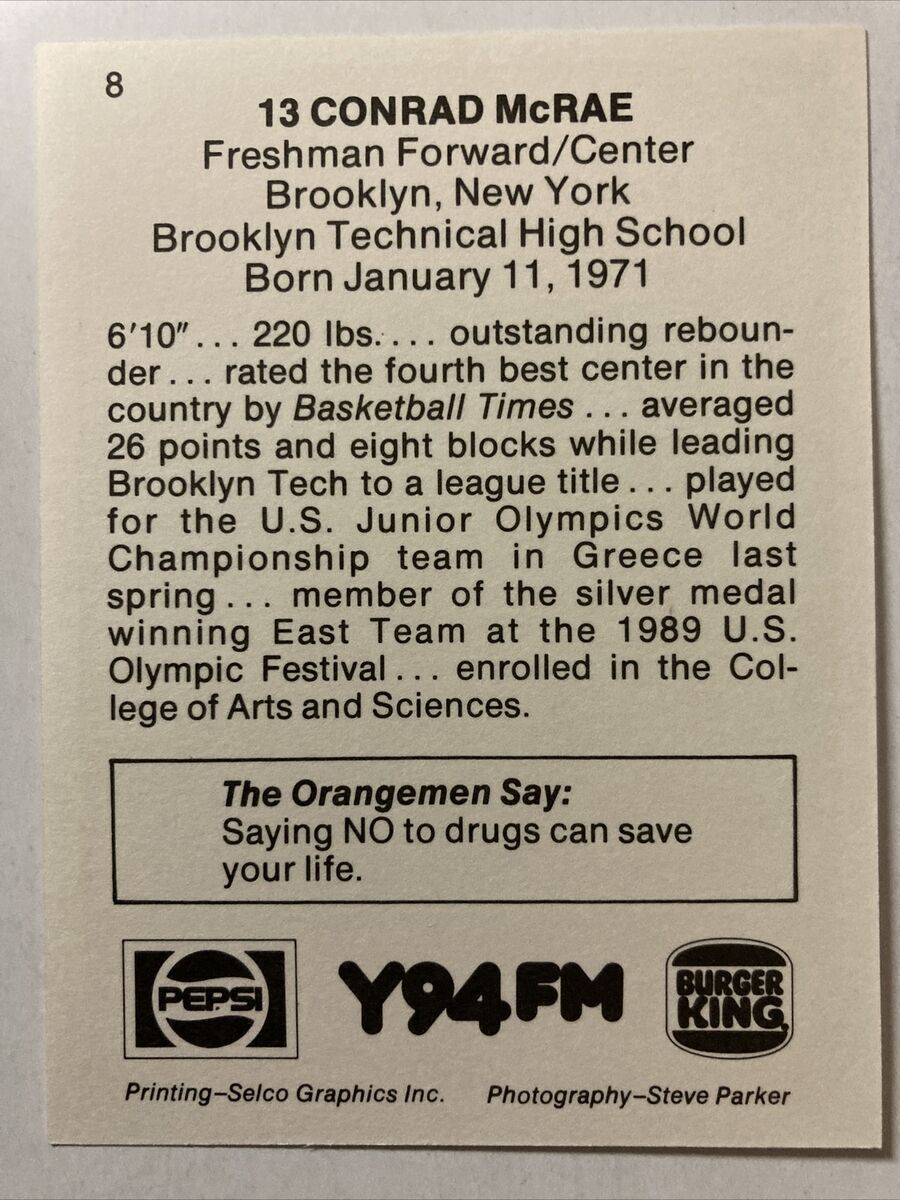 8
13 CONRAD McRAE
Freshman Forward/Center
Brooklyn, New York
Brooklyn Technical High School
Born January 11, 1971
6'10"... 220 lbs.... outstanding reboun-
der... rated the fourth best center in the
country by Basketball Times... averaged
26 points and eight blocks while leading
Brooklyn Tech to a league title... played
for the U.S. Junior Olympics World
Championship team in Greece last
spring... member of the silver medal
winning East Team at the 1989 U.S.
Olympic Festival... enrolled in the Col-
lege of Arts and Sciences.
The Orangemen Say:
Saying NO to drugs can save
your life.
PEPSI
Y94FM
BURGER
KING
Printing–Selco Graphics Inc. Photography–Steve Parker